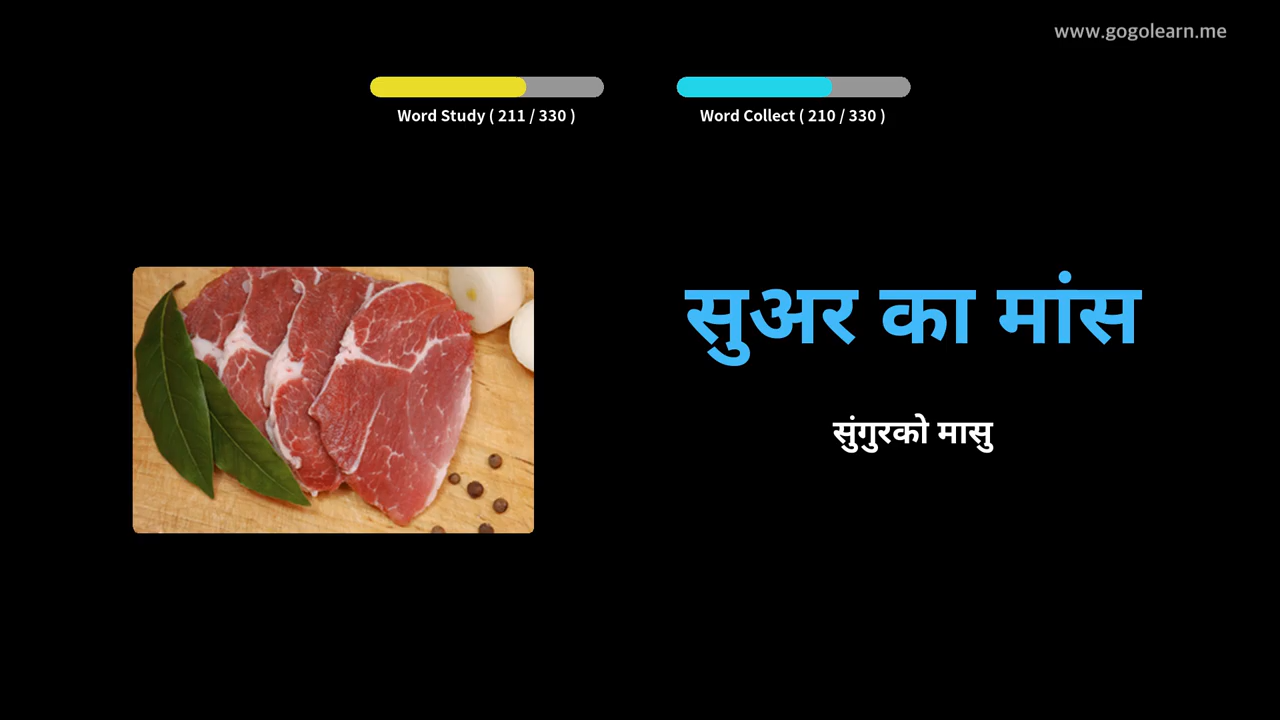 www.gogolearn.me
Word Study ( 211 / 330 )
Word Collect ( 210 / 330 )
सुअर का मांस
सुंगुरको मासु